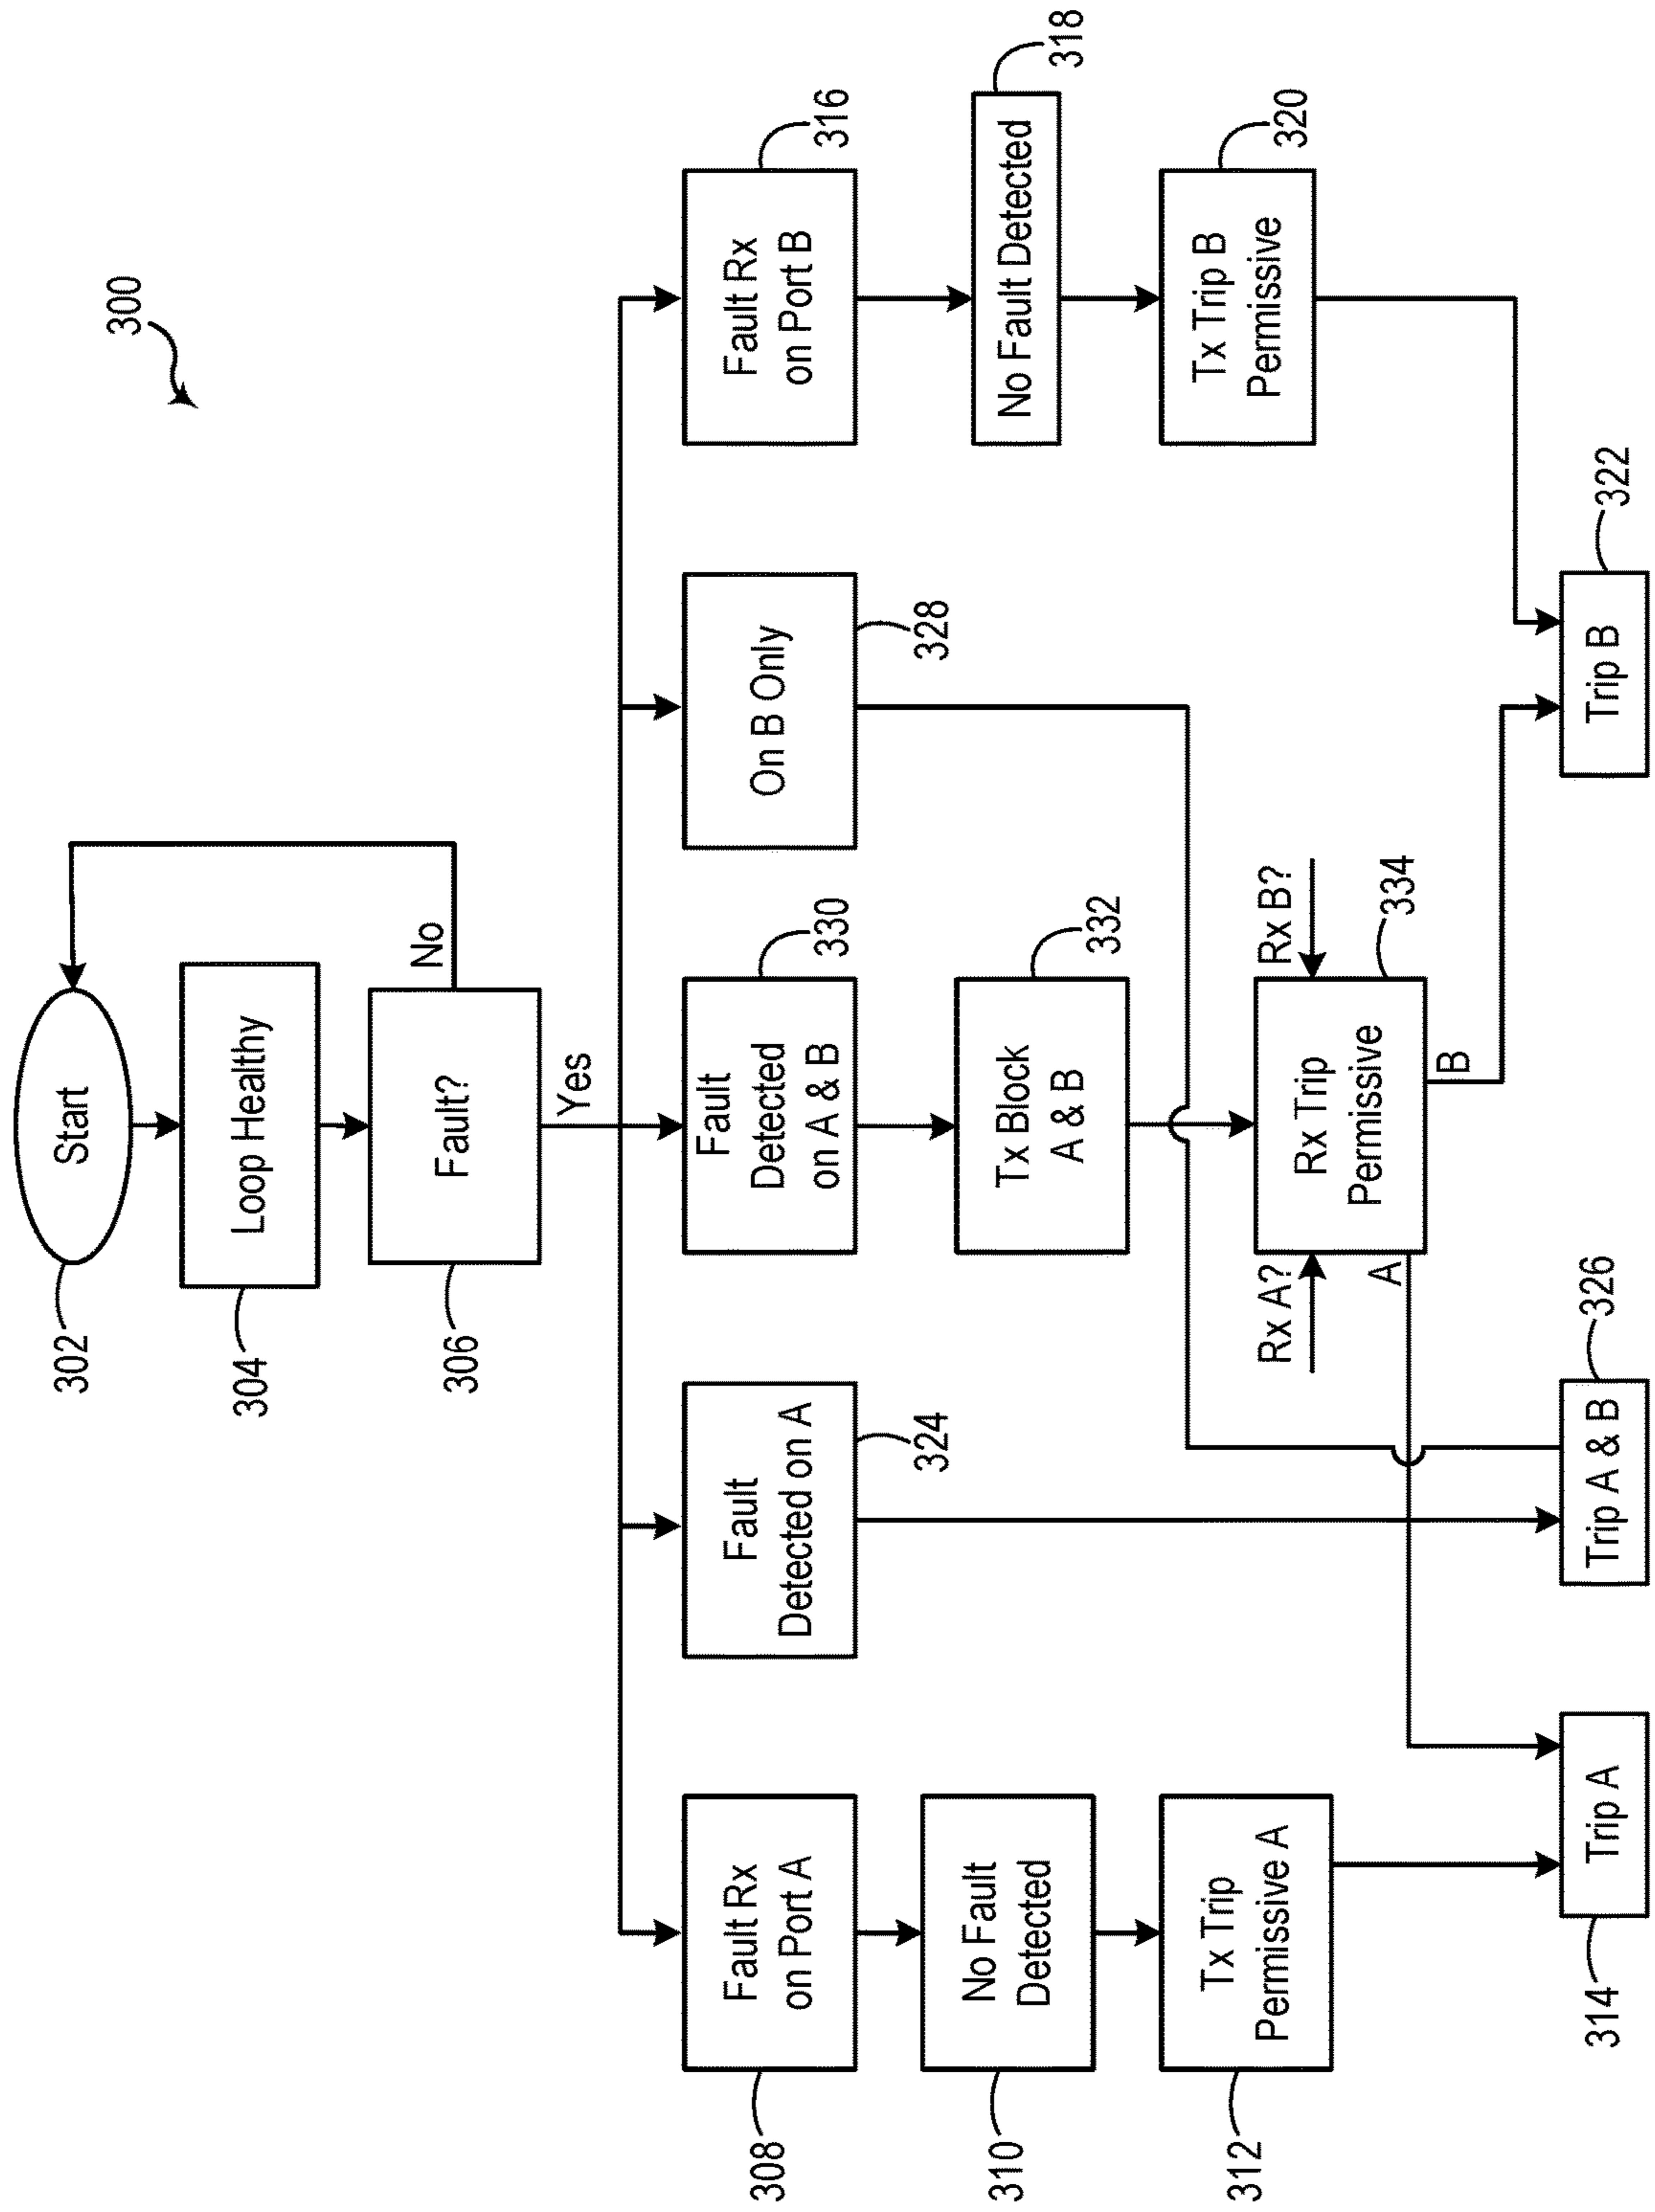 300
Start
302
Loop Healthy
304
Fault?
306
No
Yes
Fault Rx
on Port A
308
Fault
Detected on A
324
Fault
Detected
on A & B
330
On B Only
328
Fault Rx
on Port B
316
No Fault
Detected
310
Tx Block
A & B
332
No Fault Detected
318
Tx Trip
Permissive A
312
Rx A?
Rx Trip
Permissive
Rx B?
334
A
B
Tx Trip B
Permissive
320
Trip A
314
Trip A & B
326
Trip B
322